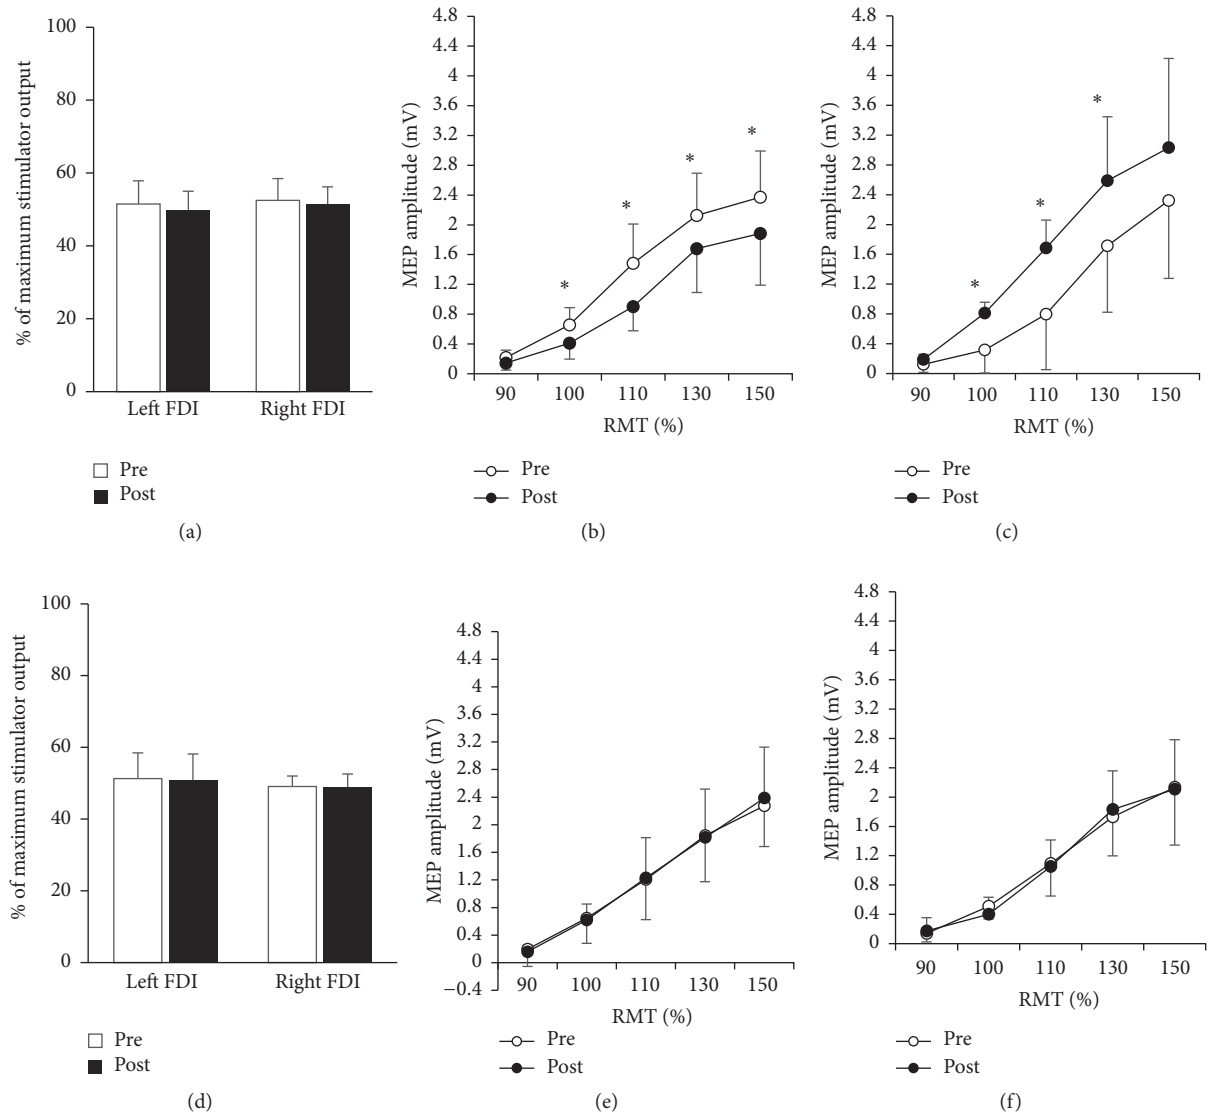 % of maximum stimulator output
100
80
60
40
20
0
Left FDI
Right FDI
Pre
Post
(a)
MEP amplitude (mV)
4.8
4.4
4
3.6
3.2
2.8
2.4
2
1.6
1.2
0.8
0.4
0
*
*
*
*
90
100
110
130
150
RMT (%)
Pre
Post
(b)
MEP amplitude (mV)
4.8
4.4
4
3.6
3.2
2.8
2.4
2
1.6
1.2
0.8
0.4
0
*
*
*
*
90
100
110
130
150
RMT (%)
Pre
Post
(c)
% of maximum stimulator output
100
80
60
40
20
0
Left FDI
Right FDI
Pre
Post
(d)
MEP amplitude (mV)
4.8
4.4
4
3.6
3.2
2.8
2.4
2
1.6
1.2
0.8
0.4
0
−0.4
90
100
110
130
150
RMT (%)
Pre
Post
(e)
MEP amplitude (mV)
4.8
4.4
4
3.6
3.2
2.8
2.4
2
1.6
1.2
0.8
0.4
0
90
100
110
130
150
RMT (%)
Pre
Post
(f)